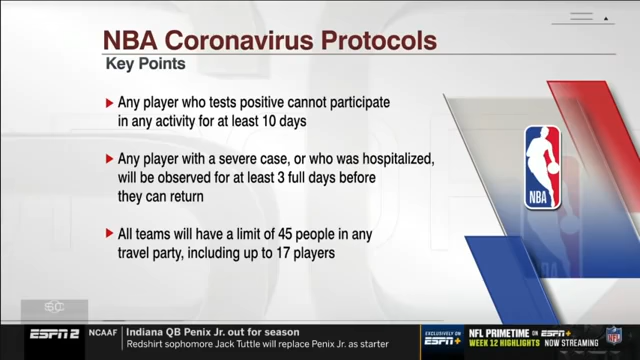 NBA Coronavirus Protocols
Key Points
Any player who tests positive cannot participate
in any activity for at least 10 days
Any player with a severe case, or who was hospitalized,
will be observed for at least 3 full days before
they can return
All teams will have a limit of 45 people in any
travel party, including up to 17 players
NBA
NBA
SC
ESPN 2
NCAAF
Indiana QB Penix Jr. out for season
Redshirt sophomore Jack Tuttle will replace Penix Jr. as starter
EXCLUSIVELY ON
ESPN+
NFL PRIMETIME ON ESPN+
WEEK 12 HIGHLIGHTS NOW STREAMING
NFL